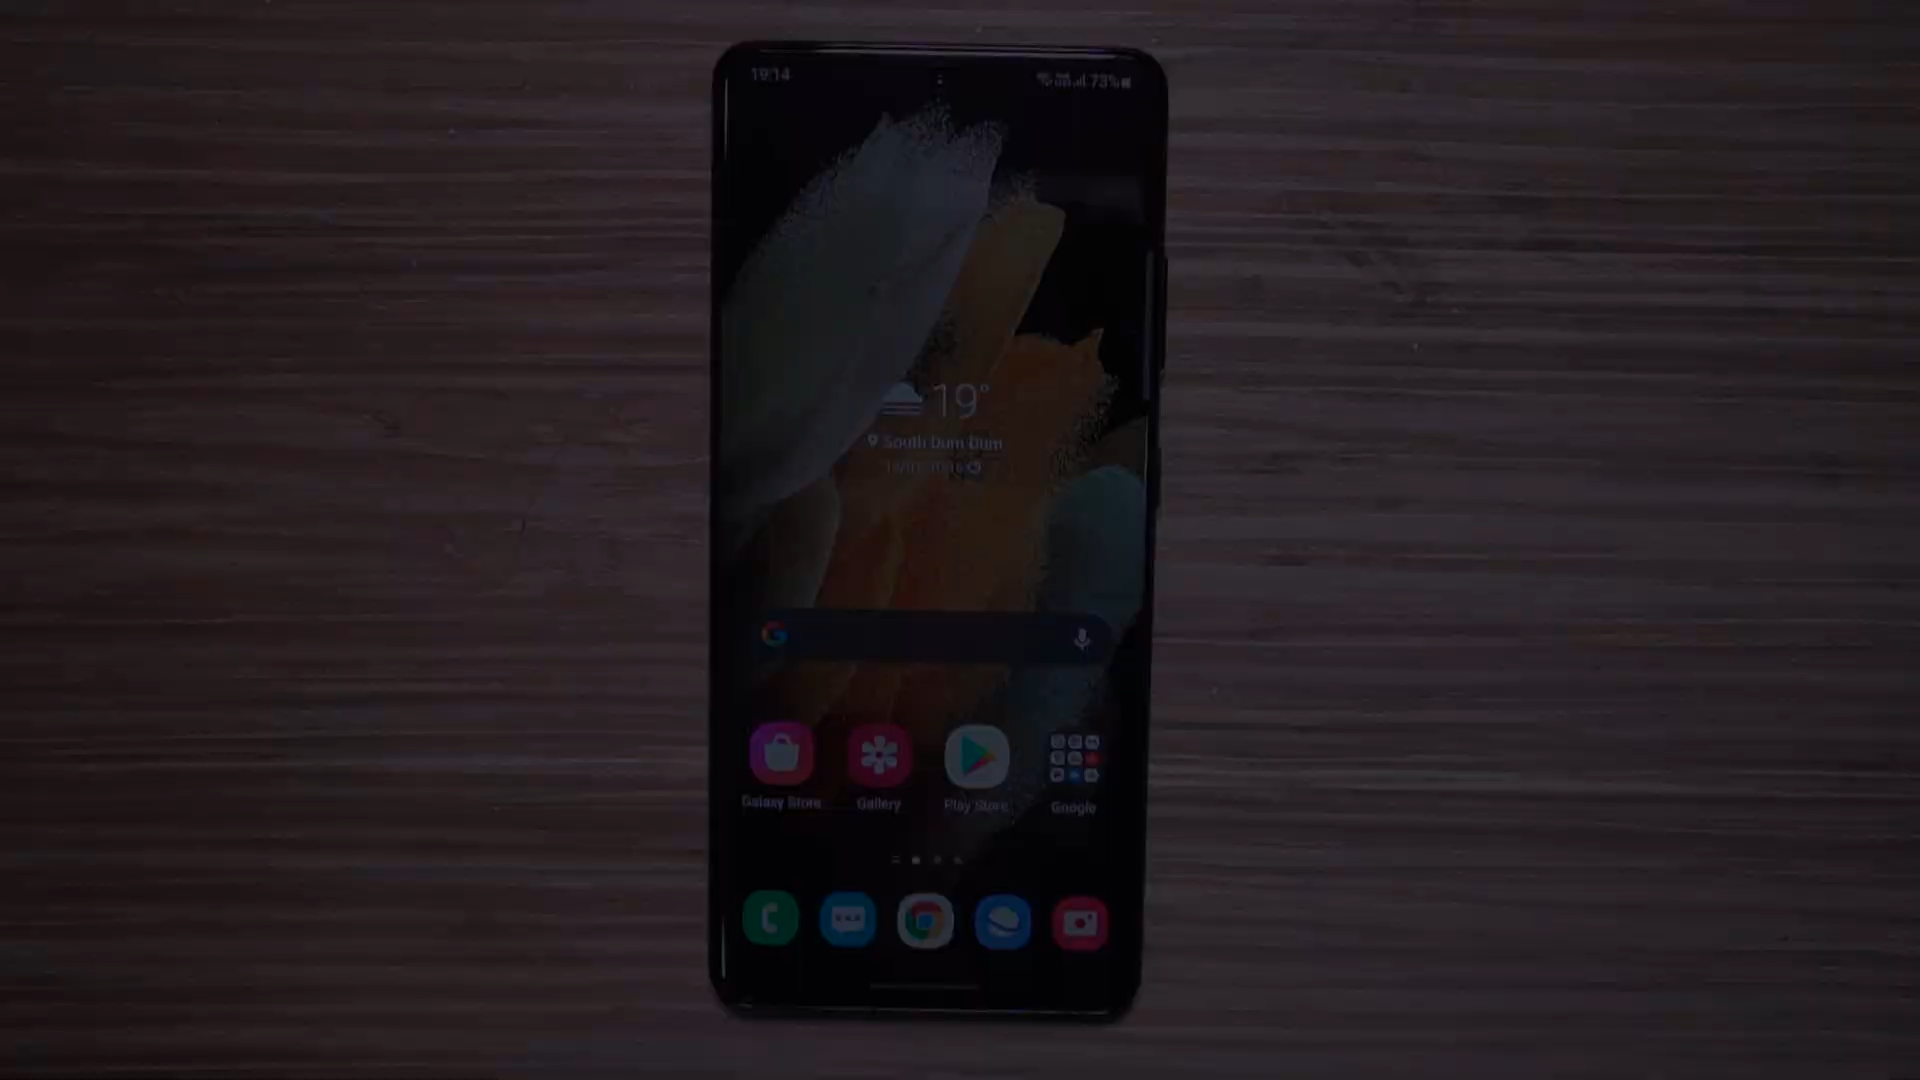 19:14
73%
19°
South Dum Dum
Galaxy Store
Gallery
Play Store
Google